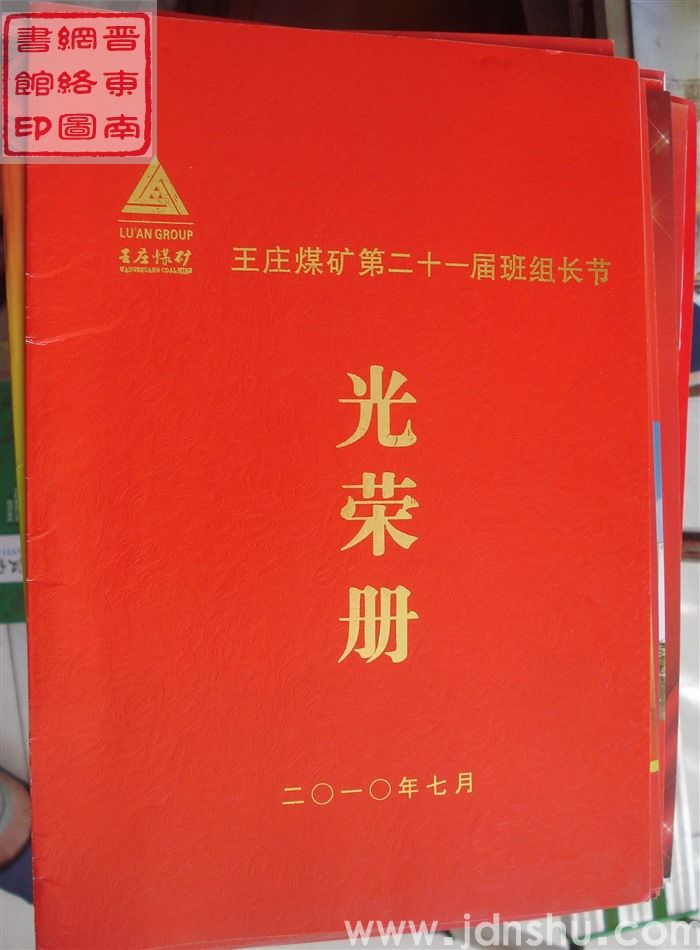 晋东南
網絡圖
書館印
LU'AN GROUP
王庄煤矿
WANGZHUANG COAL MINE
王庄煤矿第二十一届班组长节
光
荣
册
二〇一〇年七月
www.jdnshu.com